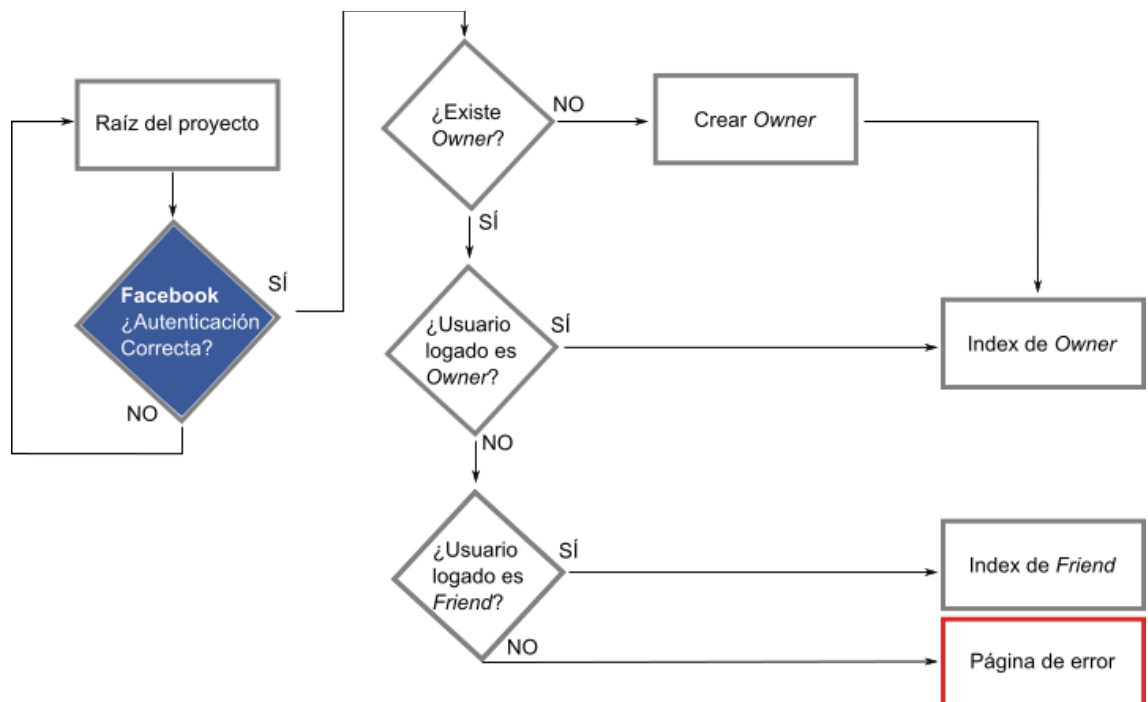 Raíz del proyecto
Facebook
¿Autenticación
Correcta?
SÍ
NO
¿Existe
Owner?
NO
SÍ
Crear Owner
¿Usuario
logado es
Owner?
SÍ
NO
Index de Owner
¿Usuario
logado es
Friend?
SÍ
NO
Index de Friend
Página de error